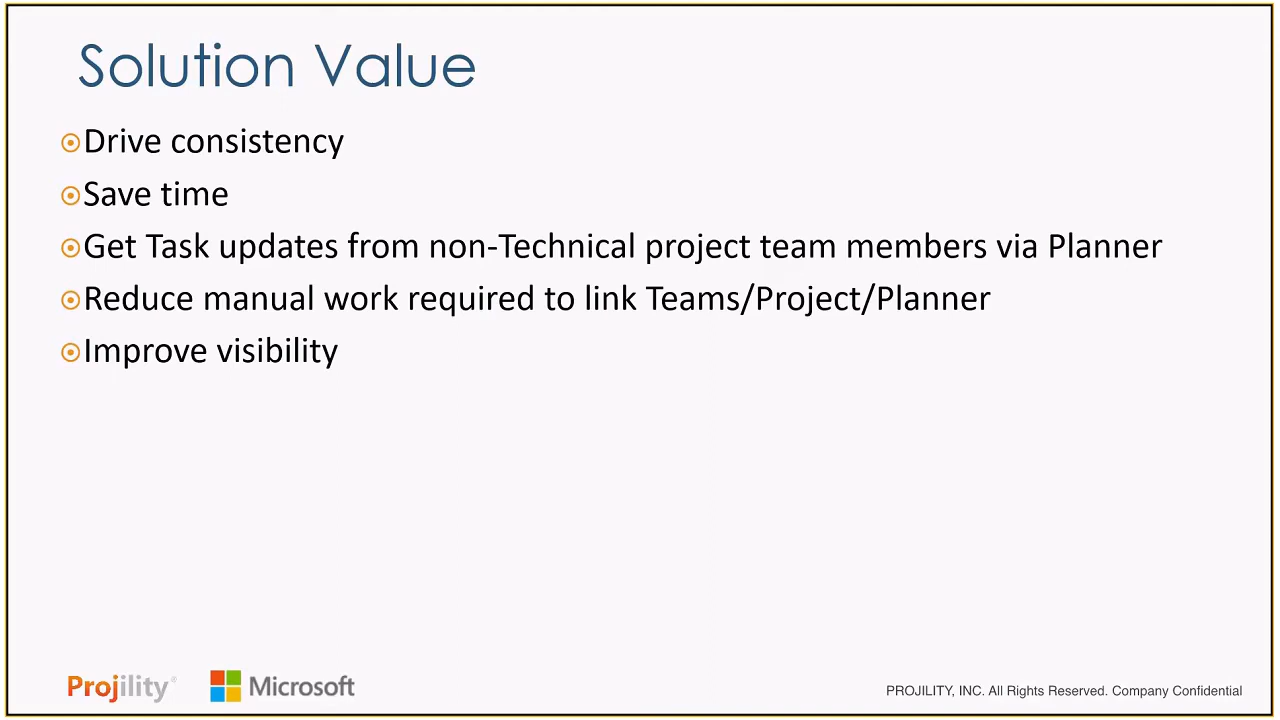 Solution Value
Drive consistency
Save time
Get Task updates from non-Technical project team members via Planner
Reduce manual work required to link Teams/Project/Planner
Improve visibility
Projility®
Microsoft
PROJILITY, INC. All Rights Reserved. Company Confidential